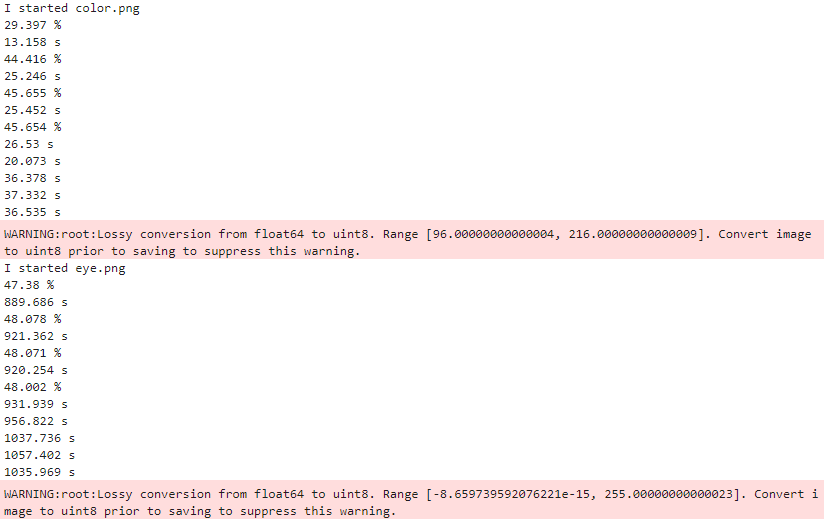 I started color.png
29.397 %
13.158 s
44.416 %
25.246 s
45.655 %
25.452 s
45.654 %
26.53 s
20.073 s
36.378 s
37.332 s
36.535 s
WARNING:root:Lossy conversion from float64 to uint8. Range [96.00000000000004, 216.00000000000009]. Convert image
to uint8 prior to saving to suppress this warning.
I started eye.png
47.38 %
889.686 s
48.078 %
921.362 s
48.071 %
920.254 s
48.002 %
931.939 s
956.822 s
1037.736 s
1057.402 s
1035.969 s
WARNING:root:Lossy conversion from float64 to uint8. Range [-8.659739592076221e-15, 255.00000000000023]. Convert i
mage to uint8 prior to saving to suppress this warning.